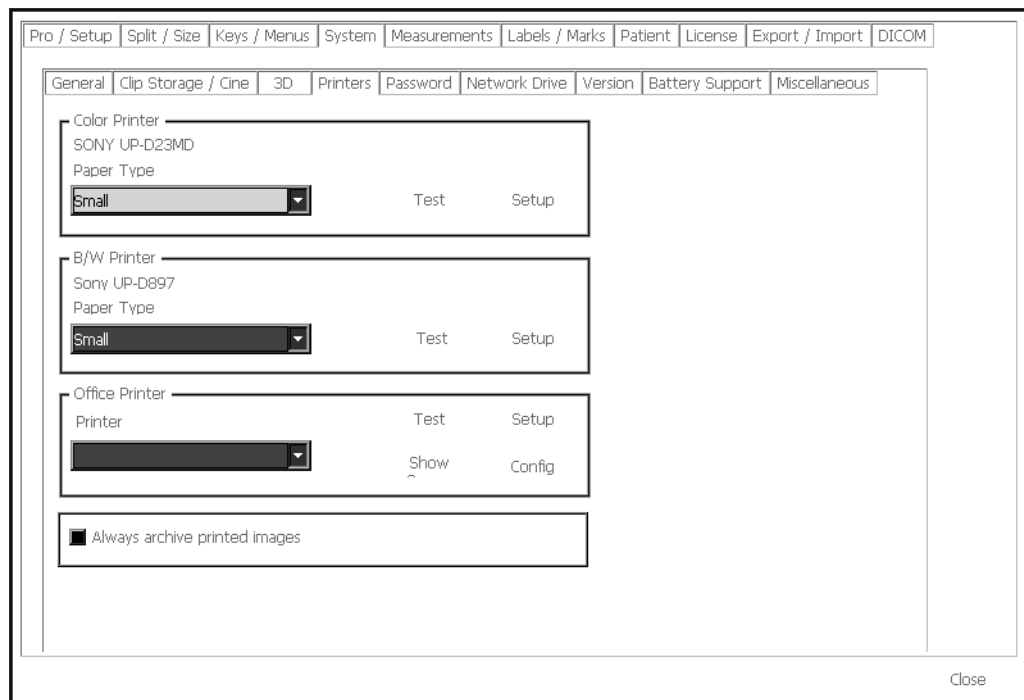 Pro / Setup Split / Size Keys / Menus System Measurements Labels / Marks Patient License Export / Import DICOM
General Clip Storage / Cine 3D Printers Password Network Drive Version Battery Support Miscellaneous
Color Printer
SONY UP-D23MD
Paper Type
Small Test Setup
B/W Printer
Sony UP-D897
Paper Type
Small Test Setup
Office Printer
Printer Test Setup
Show Config
Always archive printed images
Close